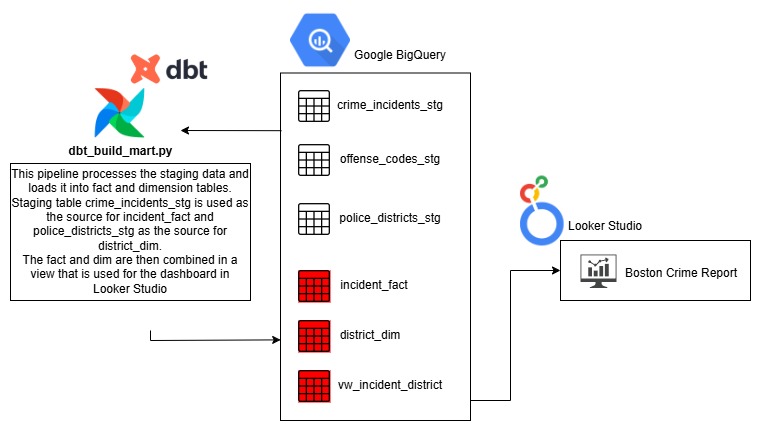 dbt
dbt_build_mart.py
This pipeline processes the staging data and
loads it into fact and dimension tables.
Staging table crime_incidents_stg is used as
the source for incident_fact and
police_districts_stg as the source for
district_dim.
The fact and dim are then combined in a
view that is used for the dashboard in
Looker Studio
Google BigQuery
crime_incidents_stg
offense_codes_stg
police_districts_stg
incident_fact
district_dim
vw_incident_district
Looker Studio
Boston Crime Report